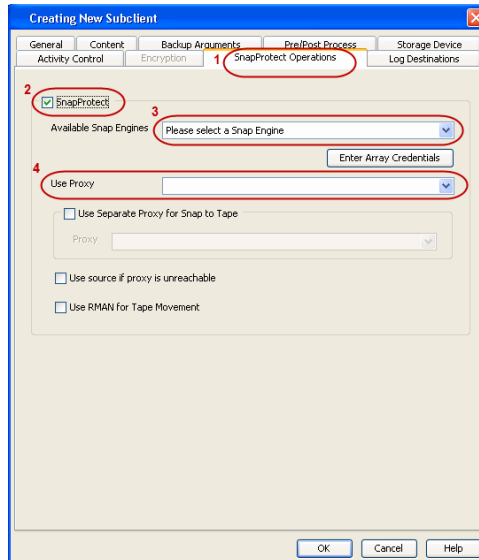 Creating New Subclient
General Content Backup Arguments Pre/Post Process Storage Device
Activity Control Encryption 1 SnapProtect Operations Log Destinations
2 SnapProtect
3
Available Snap Engines Please select a Snap Engine
Enter Array Credentials
4
Use Proxy
Use Separate Proxy for Snap to Tape
Proxy
Use source if proxy is unreachable
Use RMAN for Tape Movement
OK Cancel Help